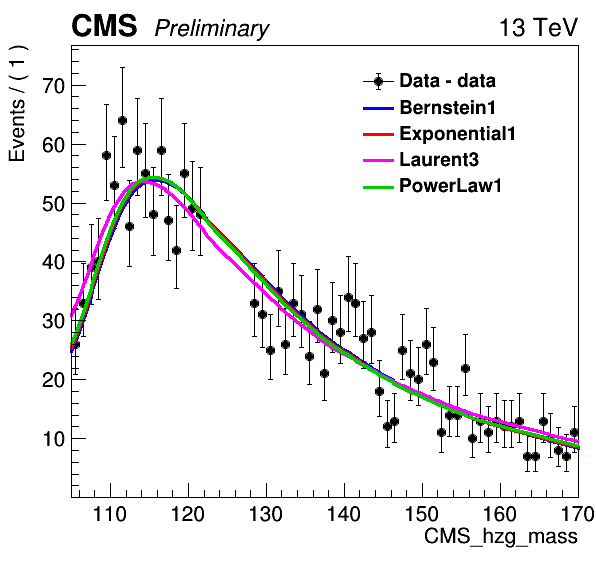 CMS Preliminary 13 TeV
Events / ( 1 )
70
60
50
40
30
20
10
Data - data
Bernstein1
Exponential1
Laurent3
PowerLaw1
110 120 130 140 150 160 170
CMS_hzg_mass